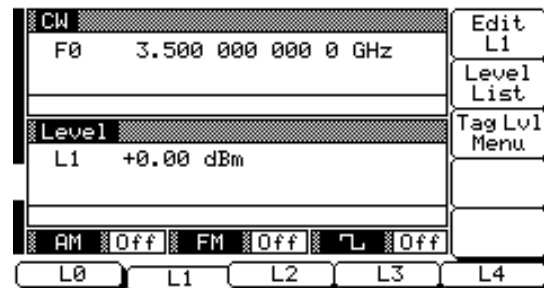 CW
F0 3.500 000 000 0 GHz
Level
L1 +0.00 dBm
AM Off FM Off Off
L0 L1 L2 L3 L4
Edit
L1
Level
List
Tag Lvl
Menu